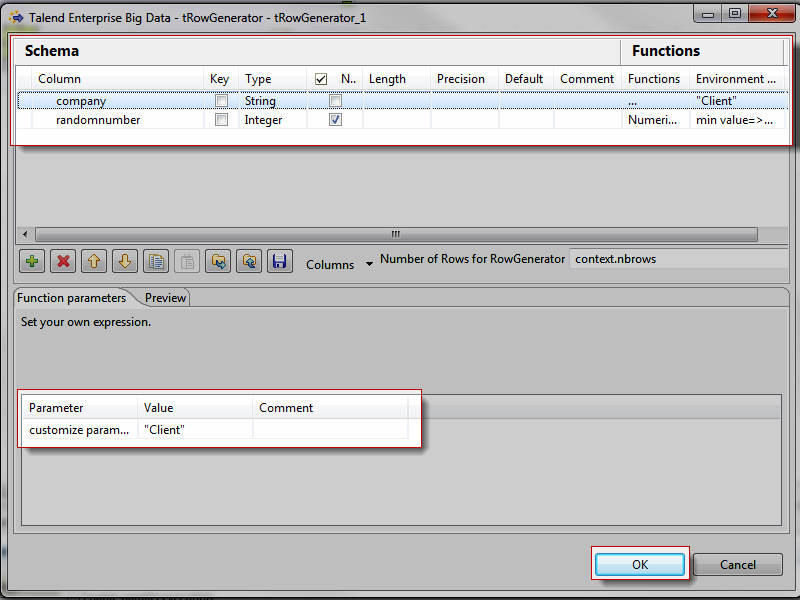 Talend Enterprise Big Data - tRowGenerator - tRowGenerator_1
Schema Functions
Column Key Type N.. Length Precision Default Comment Functions Environment ...
company String ... "Client"
randomnumber Integer Numeri... min value=>...
Columns Number of Rows for RowGenerator context.nbrows
Function parameters Preview
Set your own expression.
Parameter Value Comment
customize param... "Client"
OK Cancel